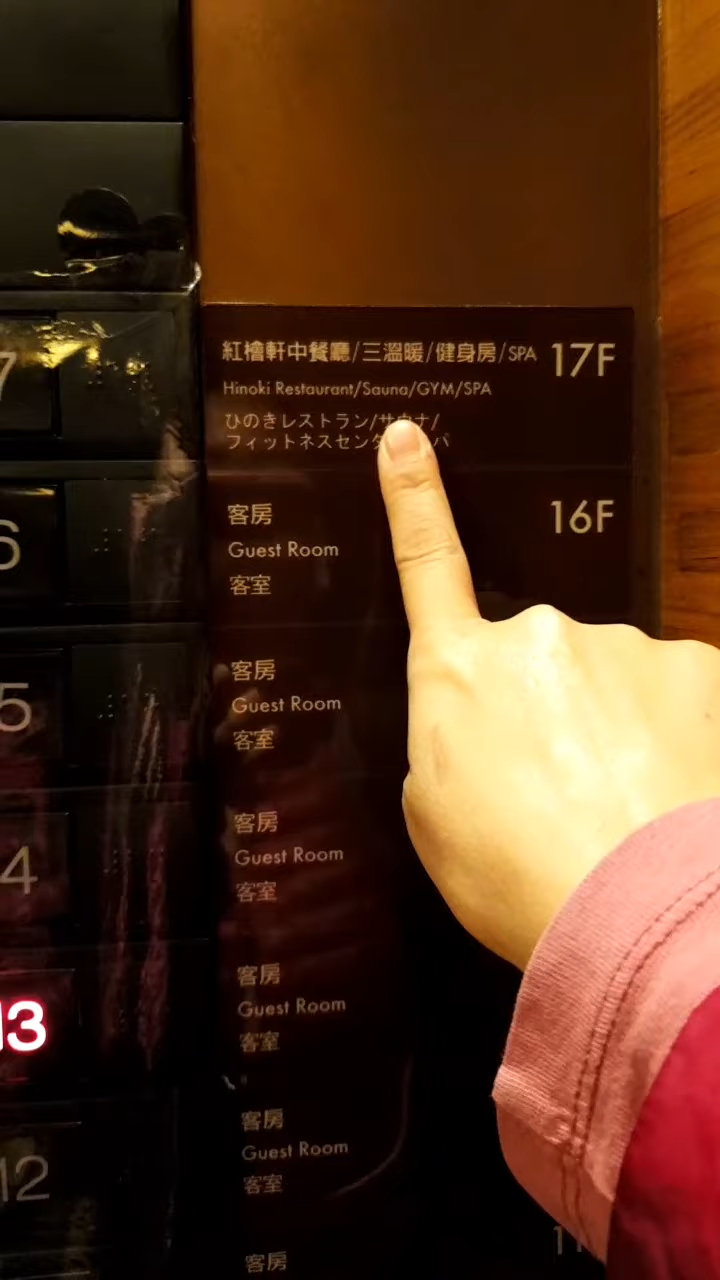 紅檜軒中餐廳/三溫暖/健身房/SPA 17F
Hinoki Restaurant/Sauna/GYM/SPA
ひのきレストラン/サウナ/
フィットネスセン
7
客房 16F
Guest Room
客室
6
客房
Guest Room
客室
5
客房
Guest Room
客室
4
客房
Guest Room
客室
13
客房
Guest Room
客室
12
客房